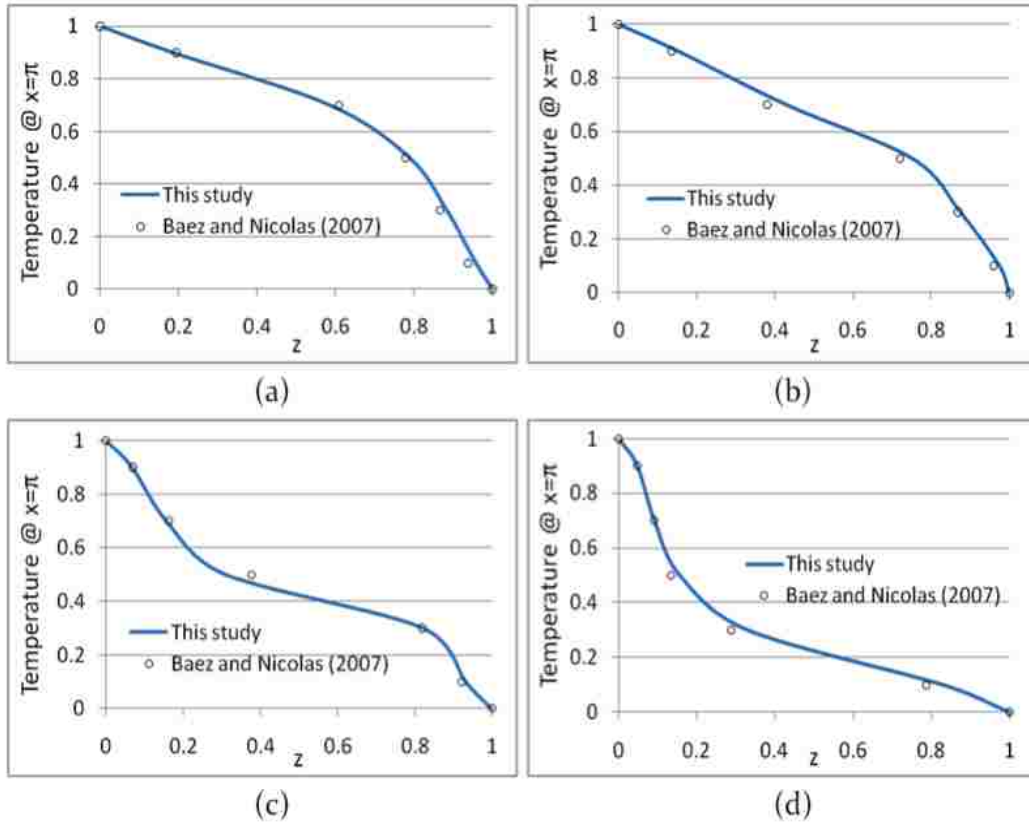 Temperature @ x=π
1
0.8
0.6
0.4
0.2
0
This study
Baez and Nicolas (2007)
0 0.2 0.4 0.6 0.8 1
z
(a)
Temperature @ x=π
1
0.8
0.6
0.4
0.2
0
This study
Baez and Nicolas (2007)
0 0.2 0.4 0.6 0.8 1
z
(b)
Temperature @ x=π
1
0.8
0.6
0.4
0.2
0
This study
Baez and Nicolas (2007)
0 0.2 0.4 0.6 0.8 1
z
(c)
Temperature @ x=π
1
0.8
0.6
0.4
0.2
0
This study
Baez and Nicolas (2007)
0 0.2 0.4 0.6 0.8 1
z
(d)